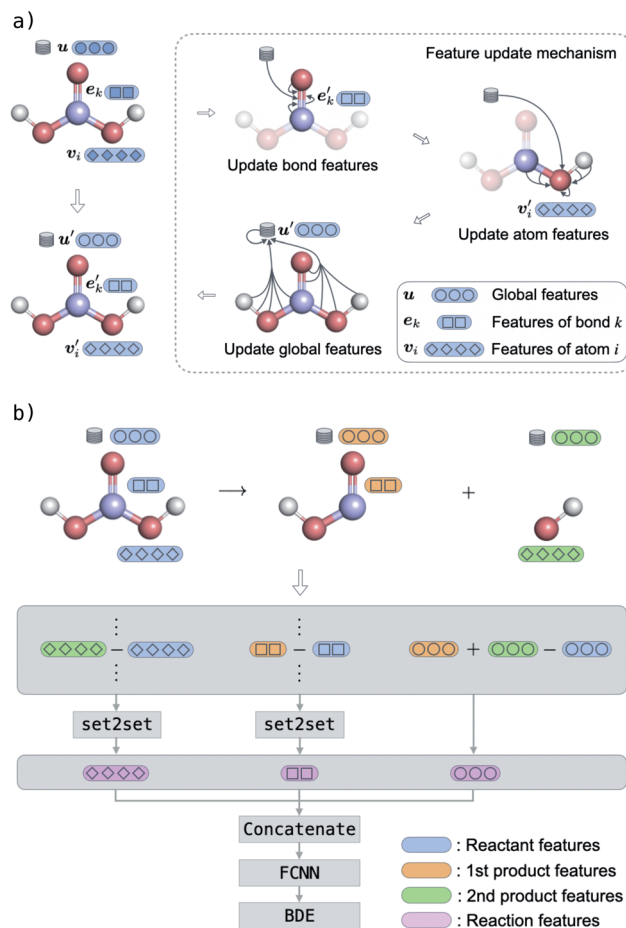 a)
u
e_k
v_i
u′
e′_k
v′_i
Feature update mechanism
e′_k
Update bond features
v′_i
Update atom features
u′
Update global features
u Global features
e_k Features of bond k
v_i Features of atom i
b)
→
+
− − + −
set2set set2set
Concatenate
FCNN
BDE
: Reactant features
: 1st product features
: 2nd product features
: Reaction features